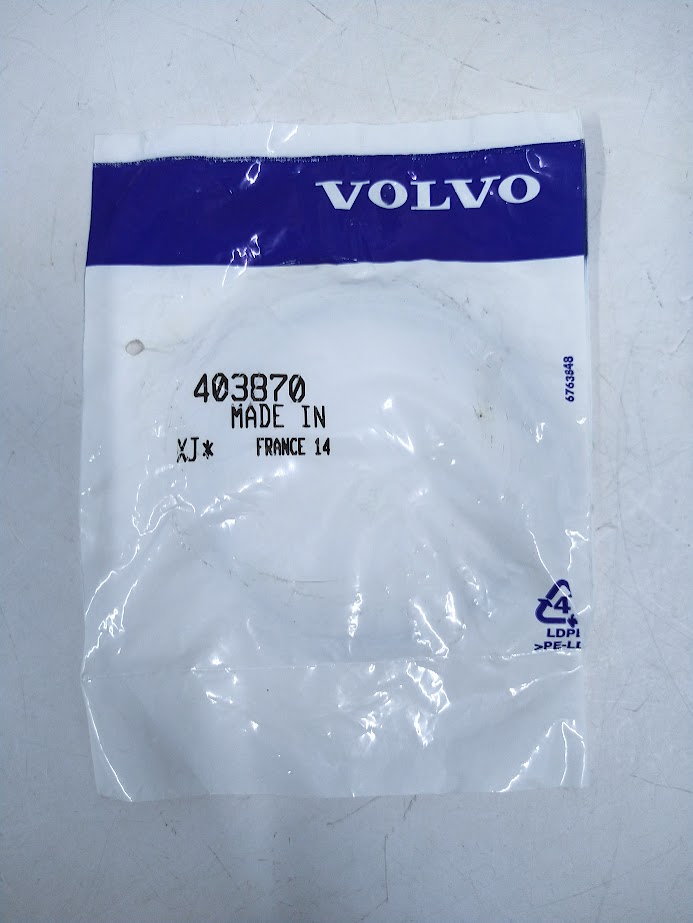 VOLVO
403870
MADE IN
XJ* FRANCE 14
6763848
4
LDPE
>PE-LD